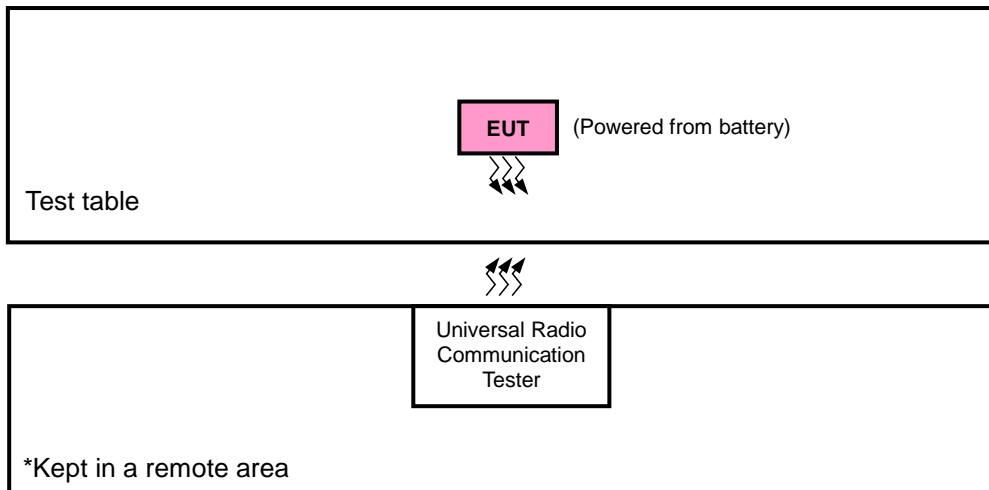 EUT
(Powered from battery)
Test table
Universal Radio
Communication
Tester
*Kept in a remote area